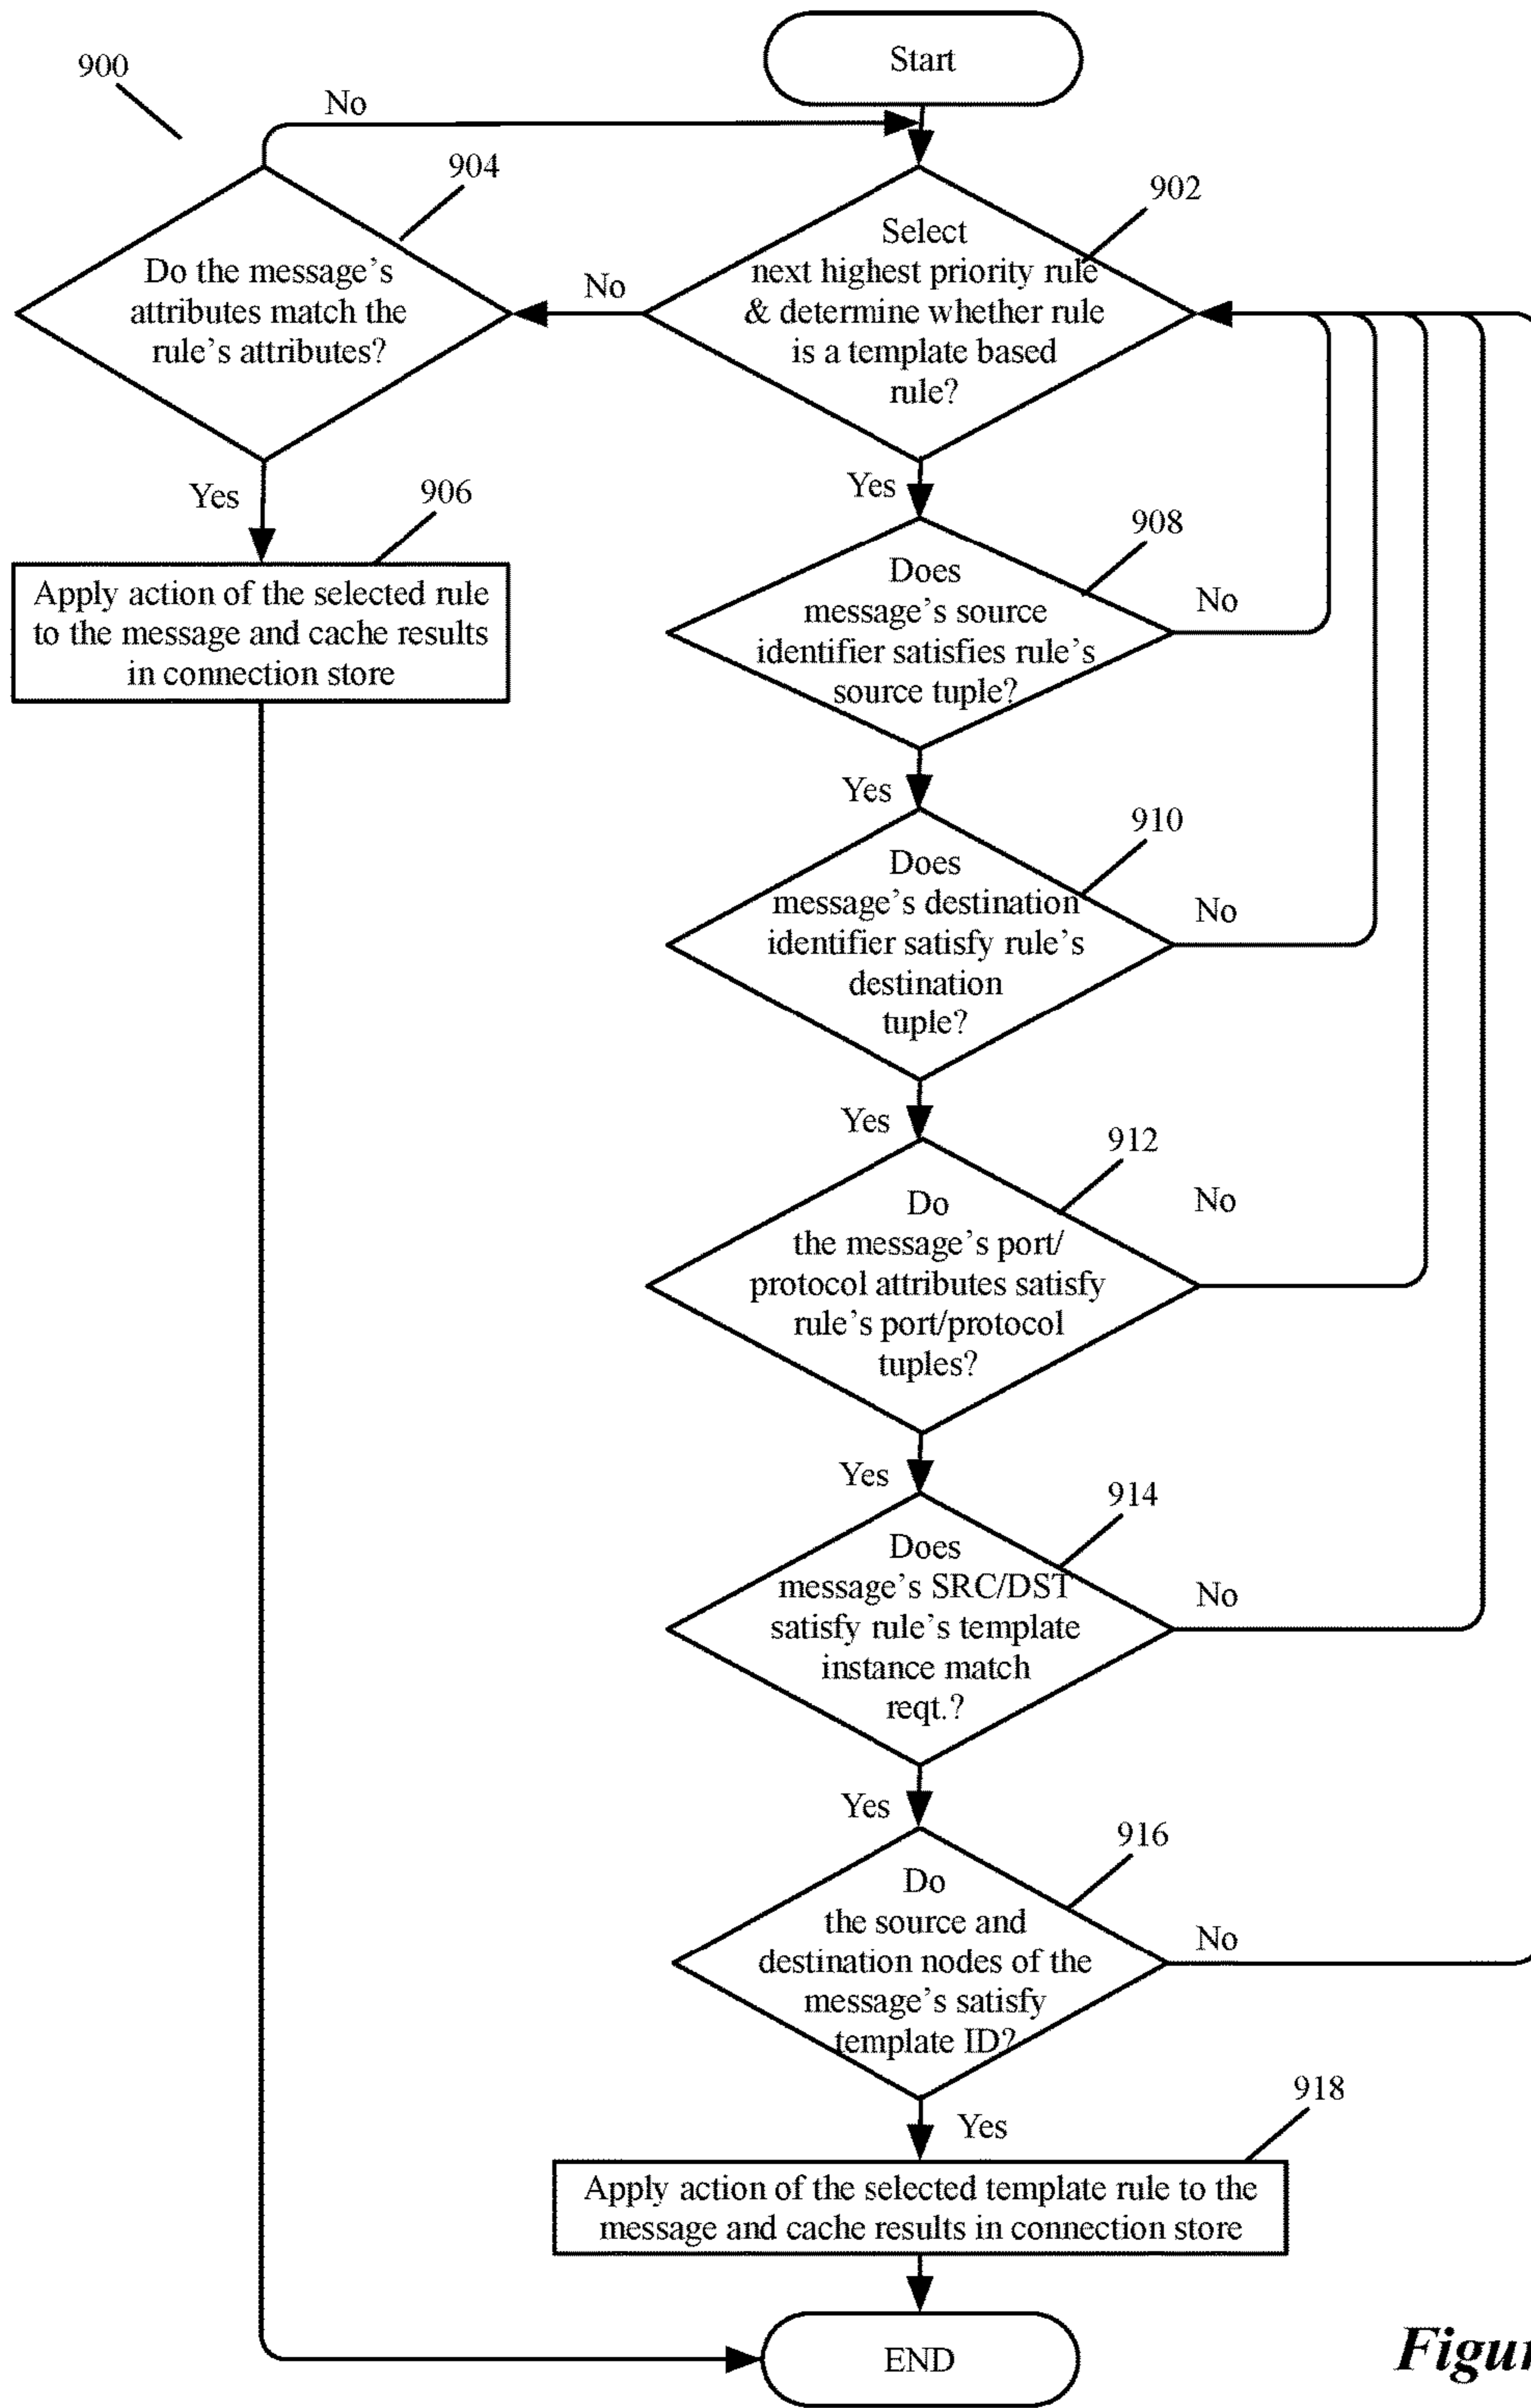 Start
900
No
904
902
Select
next highest priority rule
& determine whether rule
is a template based
rule?
No
Do the message's
attributes match the
rule's attributes?
Yes
906
Apply action of the selected rule
to the message and cache results
in connection store
Yes
908
Does
message's source
identifier satisfies rule's
source tuple?
No
Yes
910
Does
message's destination
identifier satisfy rule's
destination
tuple?
No
Yes
912
Do
the message's port/
protocol attributes satisfy
rule's port/protocol
tuples?
No
Yes
914
Does
message's SRC/DST
satisfy rule's template
instance match
reqt.?
No
Yes
916
Do
the source and
destination nodes of the
message's satisfy
template ID?
No
Yes
918
Apply action of the selected template rule to the
message and cache results in connection store
END